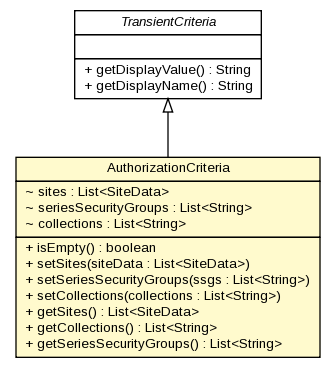 TransientCriteria
+ getDisplayValue() : String
+ getDisplayName() : String
AuthorizationCriteria
~ sites : List<SiteData>
~ seriesSecurityGroups : List<String>
~ collections : List<String>
+ isEmpty() : boolean
+ setSites(siteData : List<SiteData>)
+ setSeriesSecurityGroups(ssgs : List<String>)
+ setCollections(collections : List<String>)
+ getSites() : List<SiteData>
+ getCollections() : List<String>
+ getSeriesSecurityGroups() : List<String>